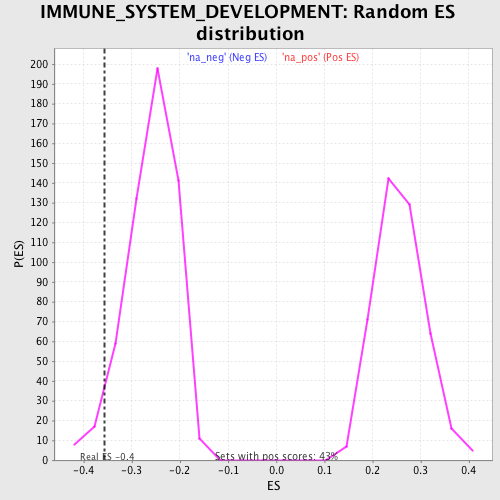 IMMUNE_SYSTEM_DEVELOPMENT: Random ES
distribution
'na_neg' (Neg ES) 'na_pos' (Pos ES)
200
190
180
170
160
150
140
130
120
110
100
90
80
70
60
50
40
30
20
10
0
P(ES)
Real ES -0.4
Sets with pos scores: 43%
-0.4 -0.3 -0.2 -0.1 0.0 0.1 0.2 0.3 0.4
ES